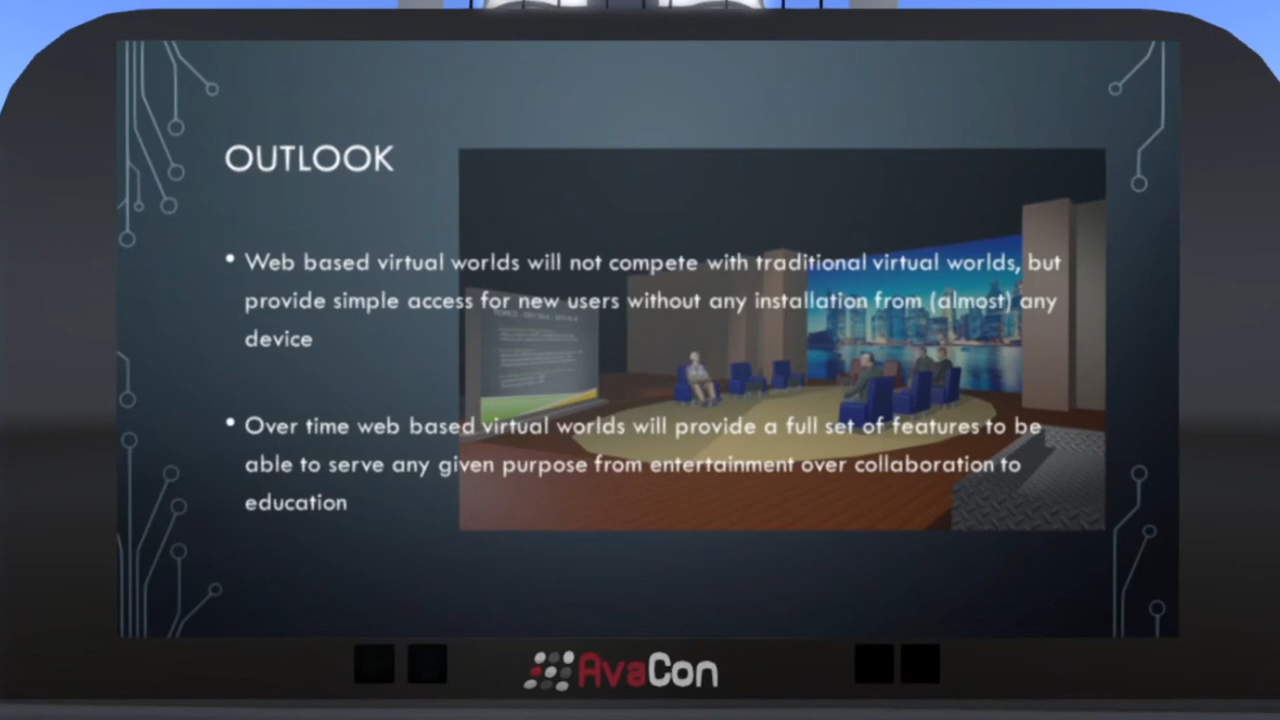 OUTLOOK
• Web based virtual worlds will not compete with traditional virtual worlds, but
provide simple access for new users without any installation from (almost) any
device
• Over time web based virtual worlds will provide a full set of features to be
able to serve any given purpose from entertainment over collaboration to
education
AvaCon